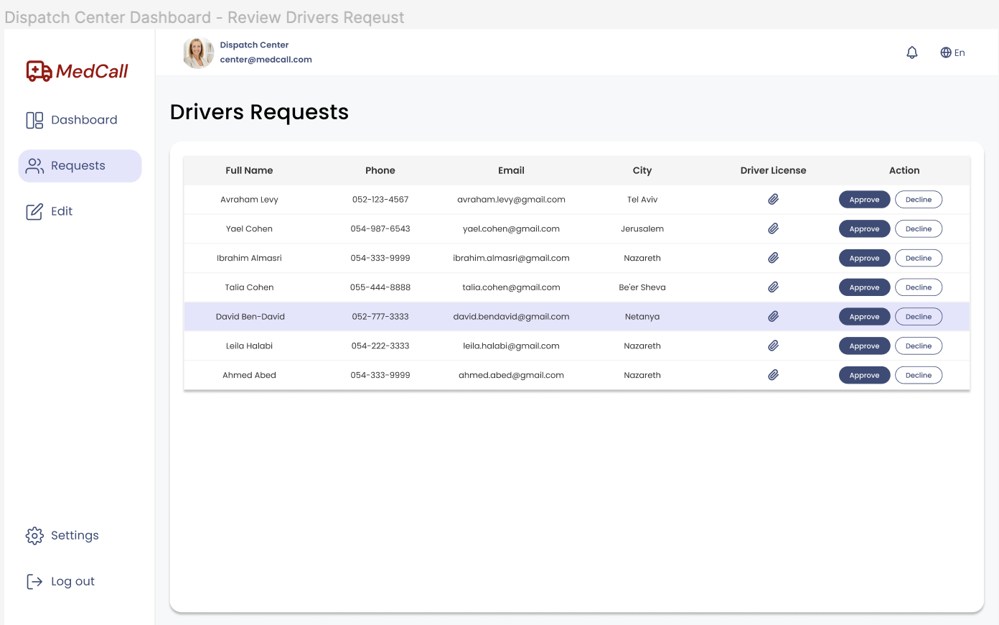 Dispatch Center Dashboard - Review Drivers Reqeust
MedCall
Dashboard
Requests
Edit
Settings
Log out
Dispatch Center
center@medcall.com
En
Drivers Requests
Full Name Phone Email City Driver License Action
Avraham Levy 052-123-4567 avraham.levy@gmail.com Tel Aviv Approve Decline
Yael Cohen 054-987-6543 yael.cohen@gmail.com Jerusalem Approve Decline
Ibrahim Almasri 054-333-9999 ibrahim.almasri@gmail.com Nazareth Approve Decline
Talia Cohen 055-444-8888 talia.cohen@gmail.com Be'er Sheva Approve Decline
David Ben-David 052-777-3333 david.bendavid@gmail.com Netanya Approve Decline
Leila Halabi 054-222-3333 leila.halabi@gmail.com Nazareth Approve Decline
Ahmed Abed 054-333-9999 ahmed.abed@gmail.com Nazareth Approve Decline